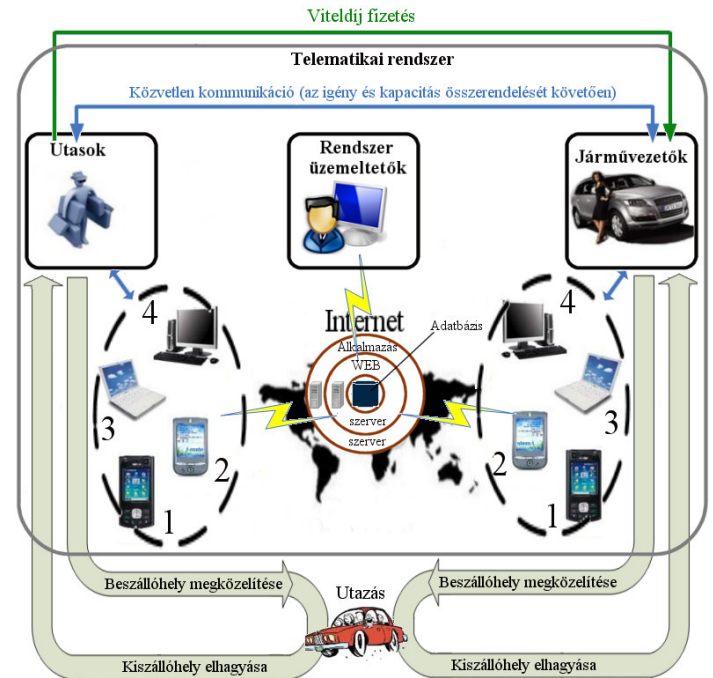 Viteldíj fizetés
Telematikai rendszer
Közvetlen kommunikáció (az igény és kapacitás összerendelését követően)
Utasok
Rendszer
üzemeltetők
Járművezetők
4
3
2
1
Internet
Alkalmazás
WEB
Adatbázis
szerver
szerver
4
3
2
1
Beszállóhely megközelítése
Utazás
Beszállóhely megközelítése
Kiszállóhely elhagyása
Kiszállóhely elhagyása